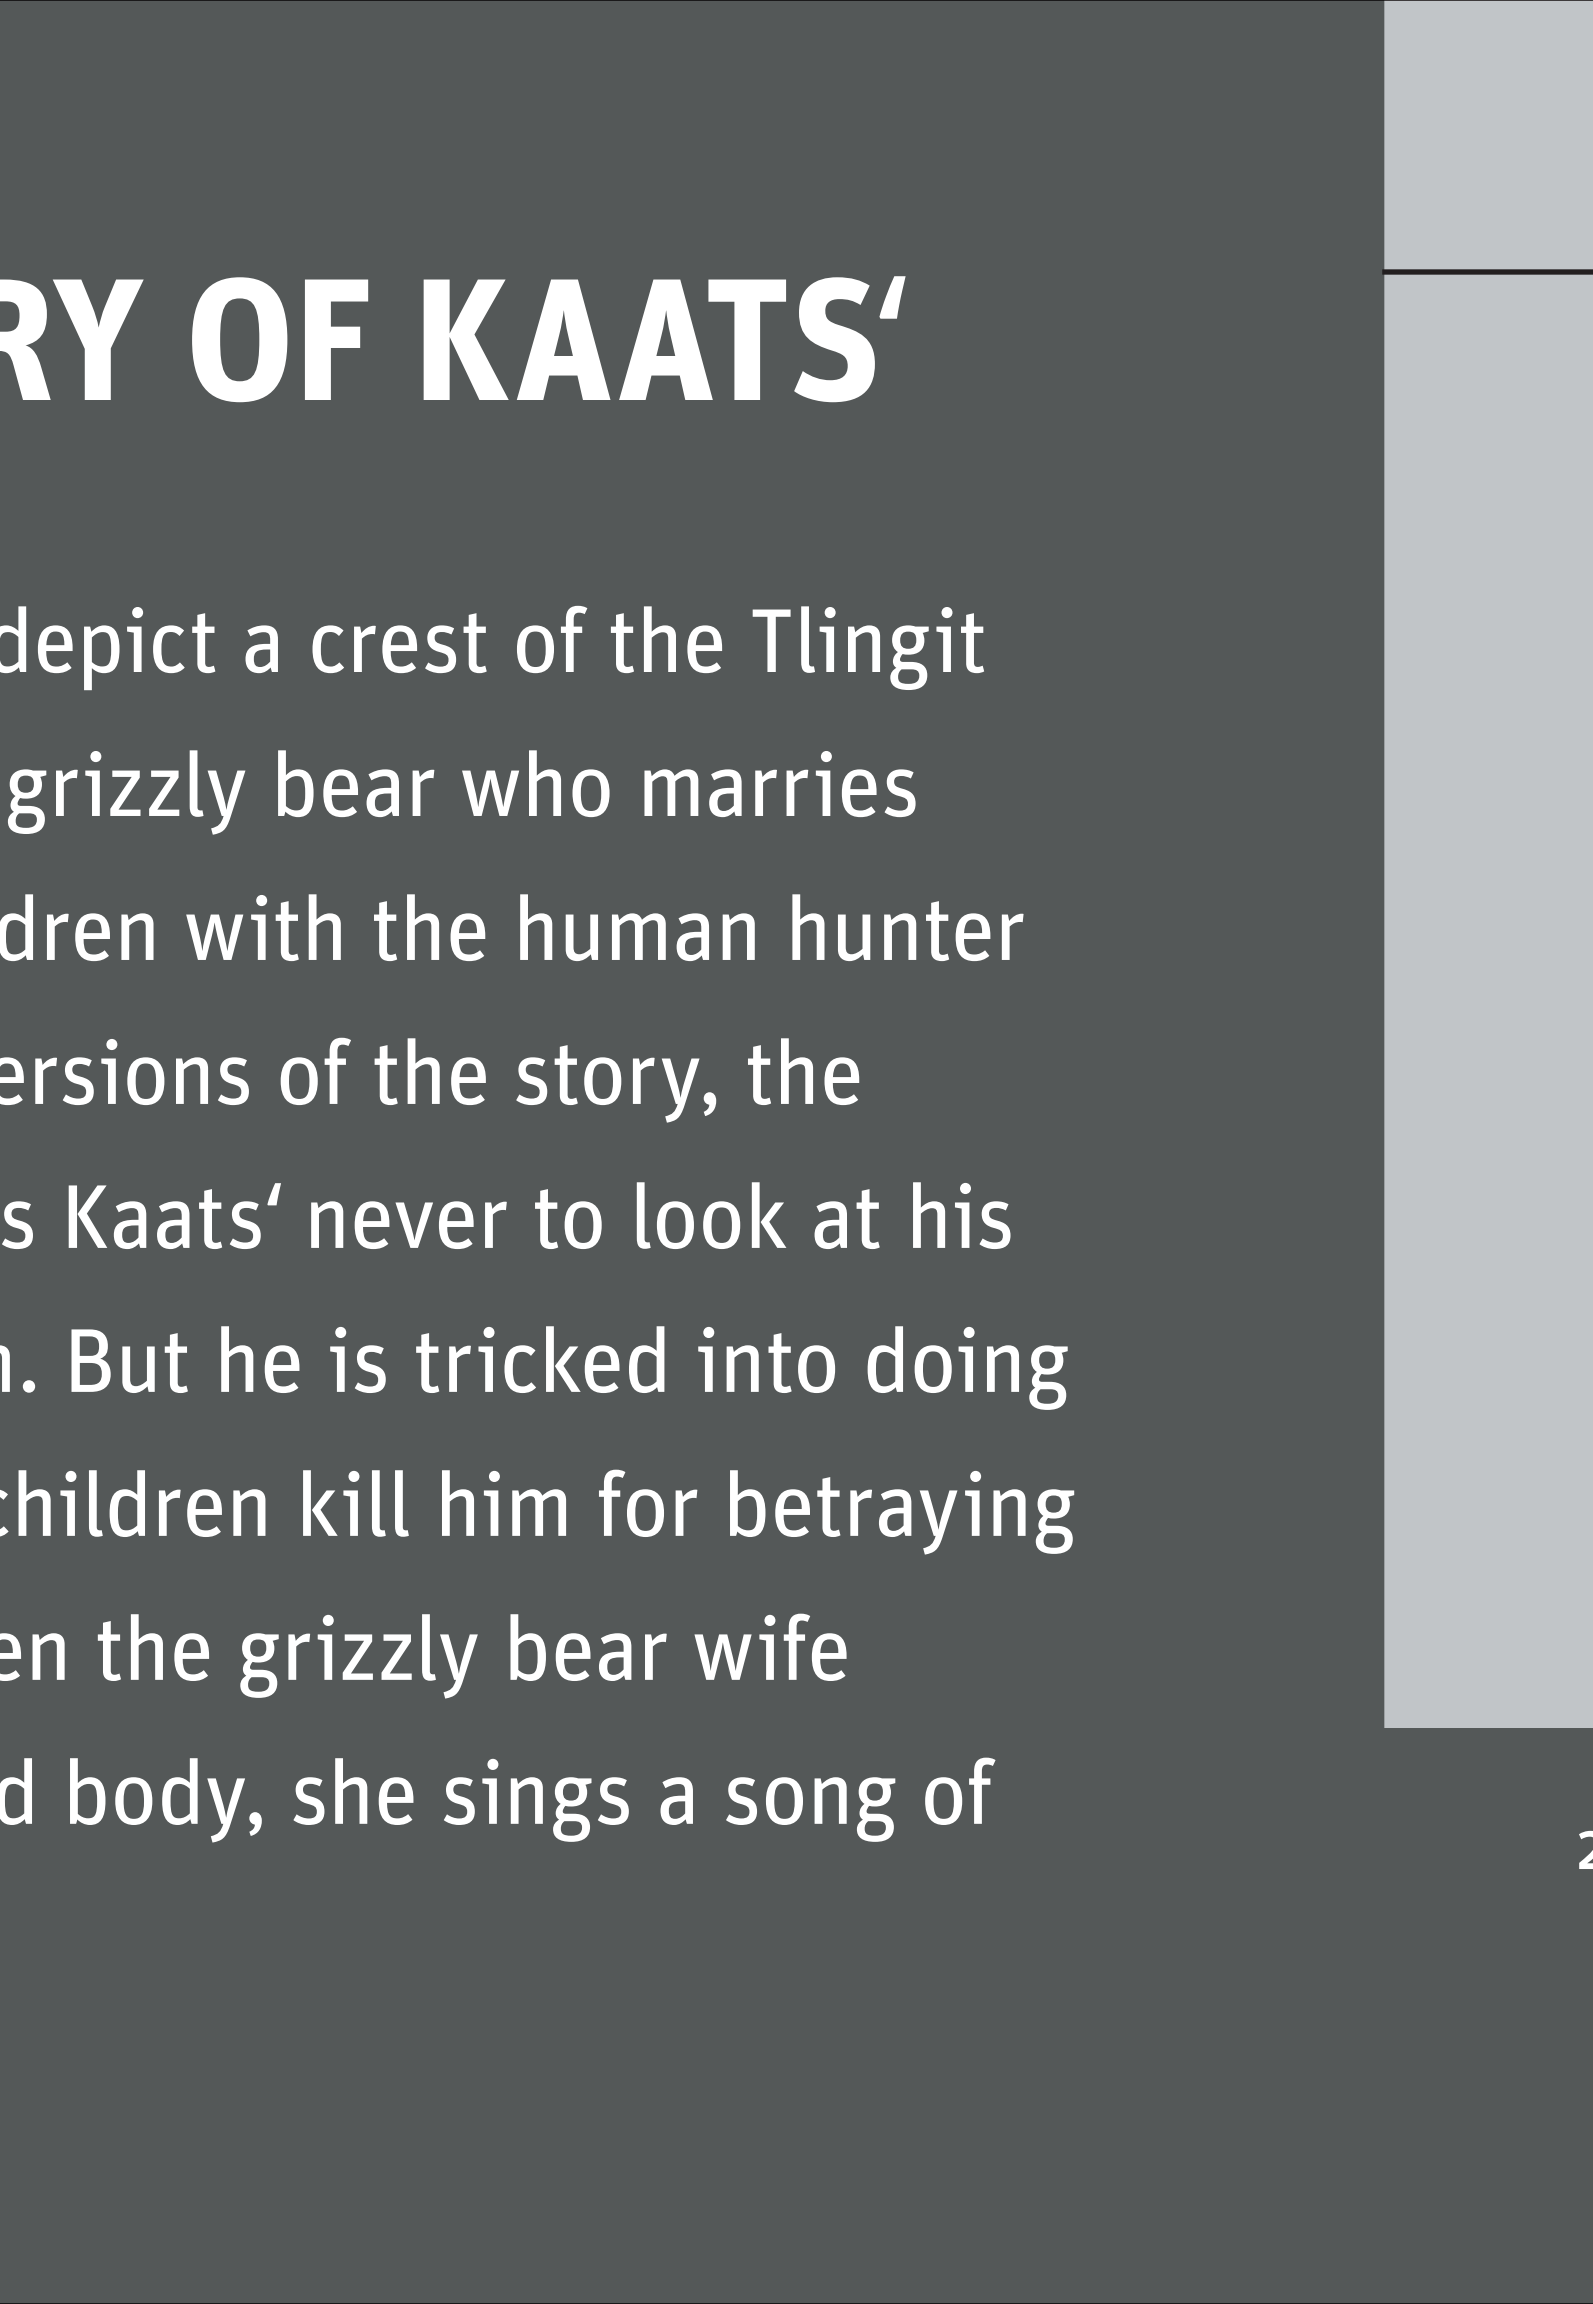 RY OF KAATS‘
depict a crest of the Tlingit
grizzly bear who marries
dren with the human hunter
ersions of the story, the
s Kaats‘ never to look at his
n. But he is tricked into doing
children kill him for betraying
en the grizzly bear wife
d body, she sings a song of
2